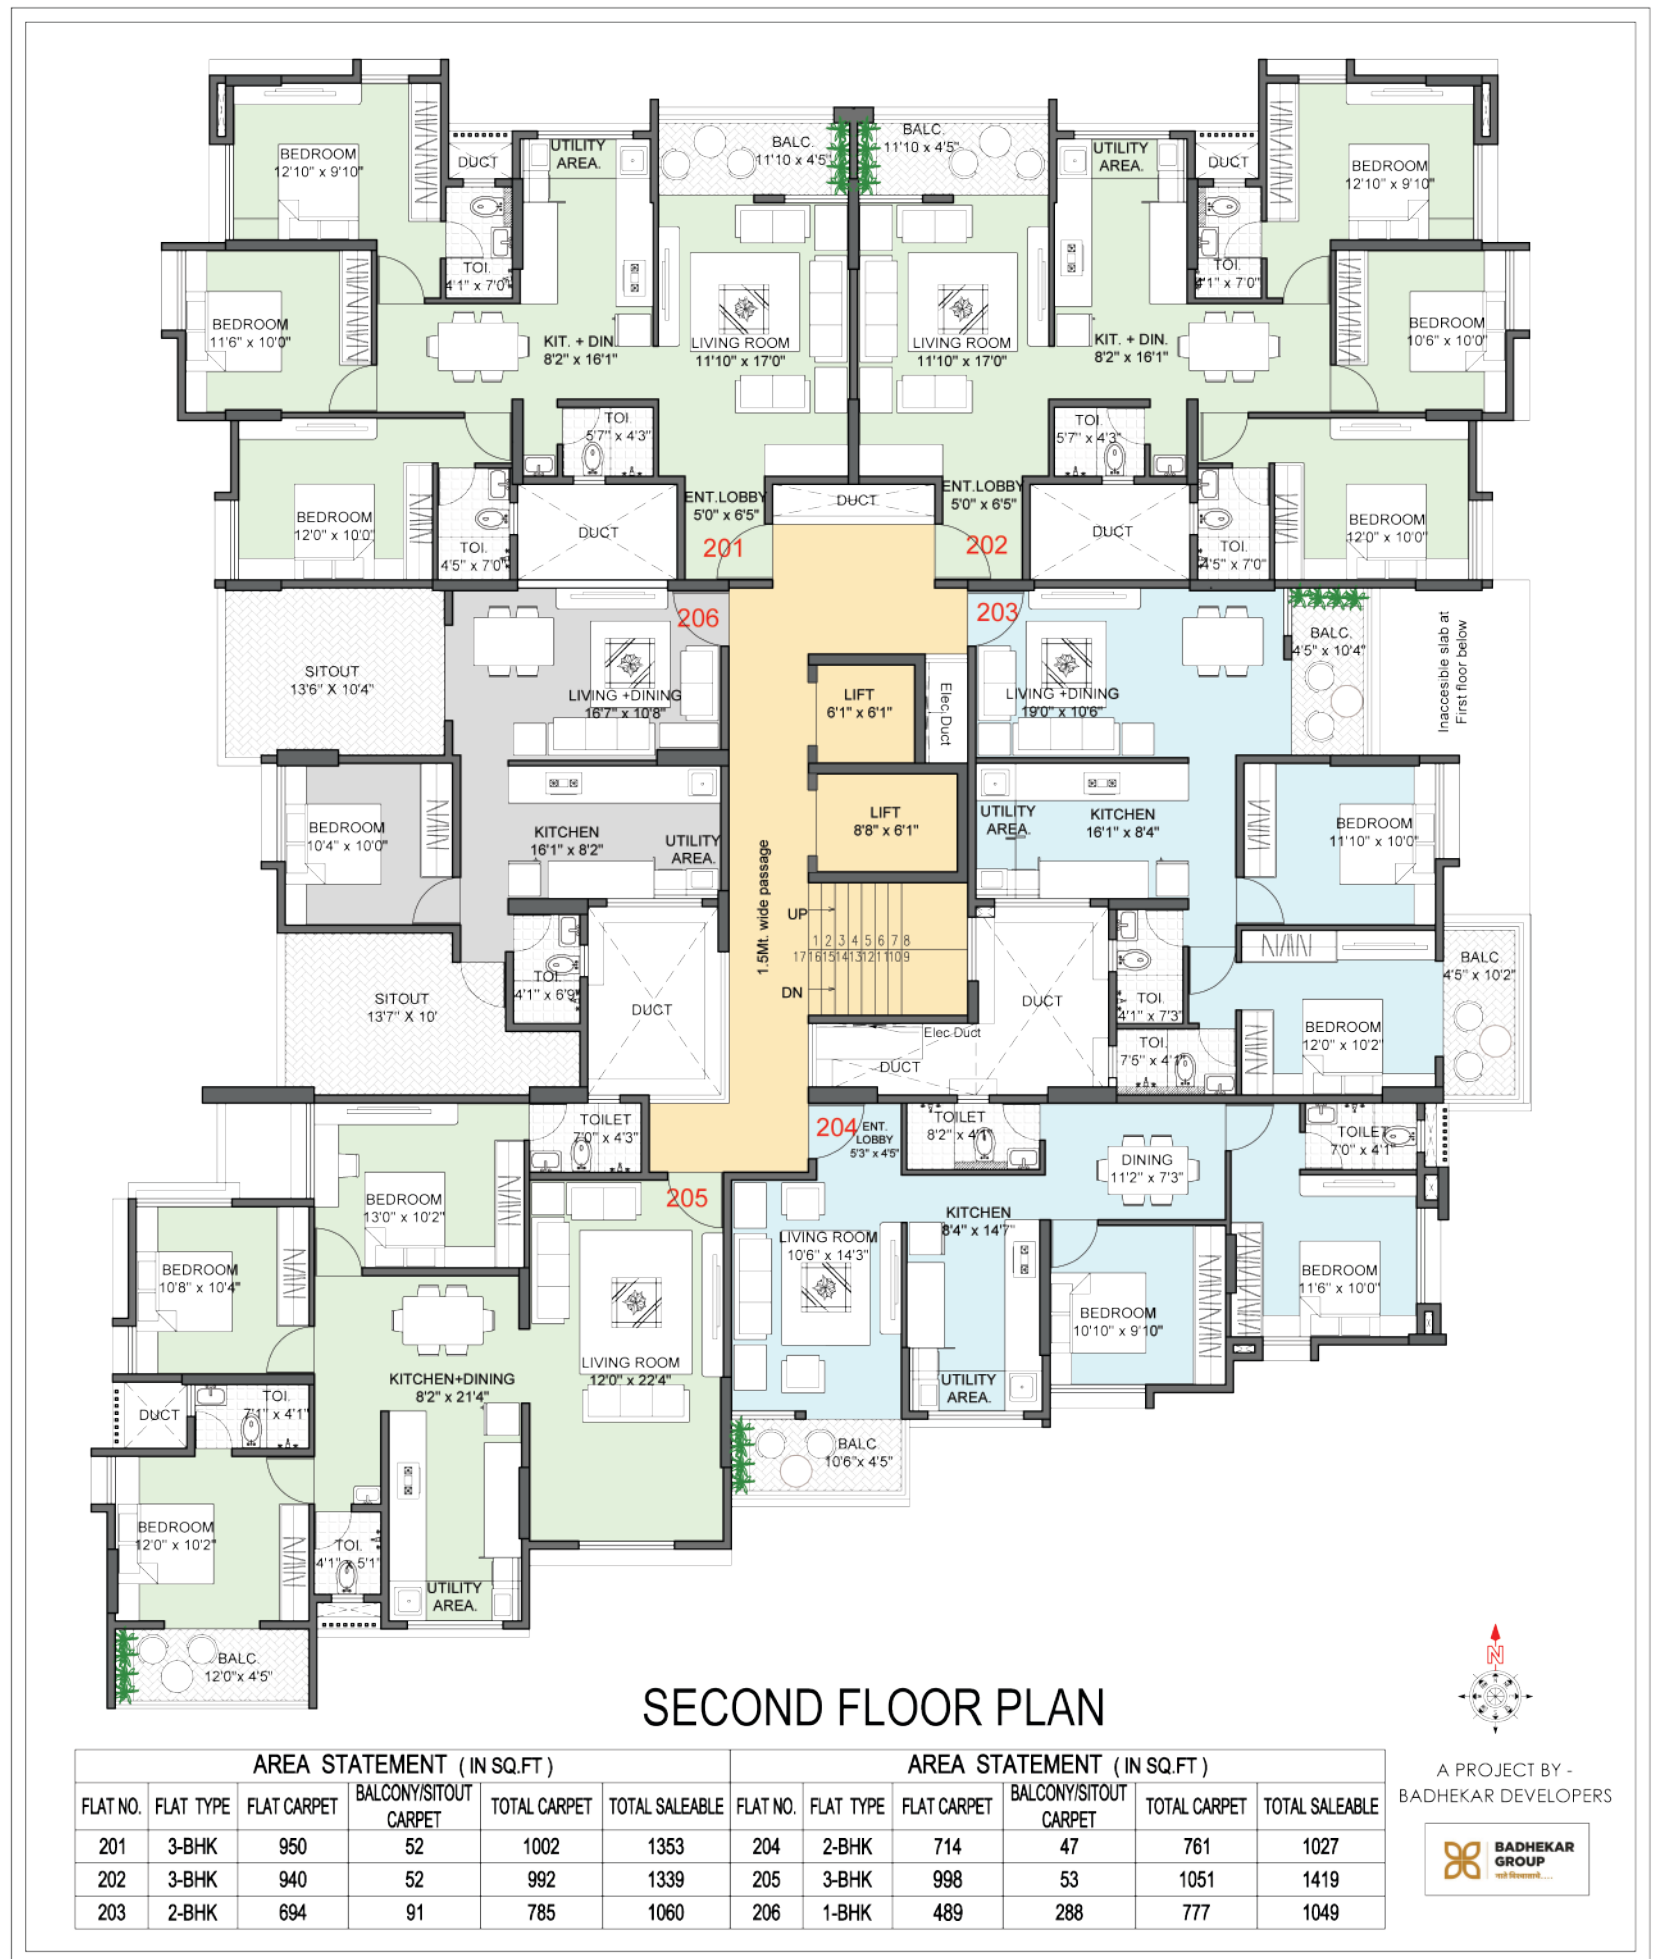 BEDROOM
12'10" x 9'10"
DUCT
UTILITY
AREA.
BALC.
11'10 x 4'5"
BALC.
11'10 x 4'5"
UTILITY
AREA.
DUCT
BEDROOM
12'10" x 9'10"
TOI.
4'1" x 7'0"
TOI.
4'1" x 7'0"
BEDROOM
11'6" x 10'0"
KIT. + DIN.
8'2" x 16'1"
LIVING ROOM
11'10" x 17'0"
LIVING ROOM
11'10" x 17'0"
KIT. + DIN.
8'2" x 16'1"
BEDROOM
10'6" x 10'0"
TOI.
5'7" x 4'3"
TOI.
5'7" x 4'3"
BEDROOM
12'0" x 10'0"
TOI.
4'5" x 7'0"
DUCT
ENT.LOBBY
5'0" x 6'5"
DUCT
ENT.LOBBY
5'0" x 6'5"
DUCT
TOI.
4'5" x 7'0"
BEDROOM
12'0" x 10'0"
201
202
206
203
SITOUT
13'6" X 10'4"
LIVING +DINING
16'7" x 10'8"
LIFT
6'1" x 6'1"
Elec.Duct
LIVING +DINING
19'0" x 10'6"
BALC.
4'5" x 10'4"
Inaccesible slab at
First floor below
BEDROOM
10'4" x 10'0"
KITCHEN
16'1" x 8'2"
UTILITY
AREA.
LIFT
8'8" x 6'1"
UTILITY
AREA.
KITCHEN
16'1" x 8'4"
BEDROOM
11'10" x 10'0"
1.5Mt. wide passage
UP
1 2 3 4 5 6 7 8
17 16 15 14 13 12 11 10 9
DN
SITOUT
13'7" X 10'
TOI.
4'1" x 6'9"
DUCT
DUCT
TOI.
4'1" x 7'3"
BALC
4'5" x 10'2"
BEDROOM
12'0" x 10'2"
Elec Duct
DUCT
TOI.
7'5" x 4'1"
TOILET
7'0" x 4'3"
204
ENT.
LOBBY
5'3" x 4'5"
TOILET
8'2" x 4'1"
DINING
11'2" x 7'3"
TOILET
7'0" x 4'1"
BEDROOM
13'0" x 10'2"
205
KITCHEN
8'4" x 14'7"
LIVING ROOM
10'6" x 14'3"
BEDROOM
10'8" x 10'4"
BEDROOM
11'6" x 10'0"
BEDROOM
10'10" x 9'10"
LIVING ROOM
12'0" x 22'4"
KITCHEN+DINING
8'2" x 21'4"
UTILITY
AREA.
DUCT
TOI.
7'1" x 4'1"
BALC
10'6"x 4'5"
BEDROOM
12'0" x 10'2"
TOI.
4'1" x 5'1"
UTILITY
AREA.
BALC.
12'0"x 4'5"
SECOND FLOOR PLAN
N
AREA STATEMENT ( IN SQ.FT ) AREA STATEMENT ( IN SQ.FT )
FLAT NO. FLAT TYPE FLAT CARPET BALCONY/SITOUT CARPET TOTAL CARPET TOTAL SALEABLE FLAT NO. FLAT TYPE FLAT CARPET BALCONY/SITOUT CARPET TOTAL CARPET TOTAL SALEABLE
201 3-BHK 950 52 1002 1353 204 2-BHK 714 47 761 1027
202 3-BHK 940 52 992 1339 205 3-BHK 998 53 1051 1419
203 2-BHK 694 91 785 1060 206 1-BHK 489 288 777 1049
A PROJECT BY -
BADHEKAR DEVELOPERS
BADHEKAR
GROUP